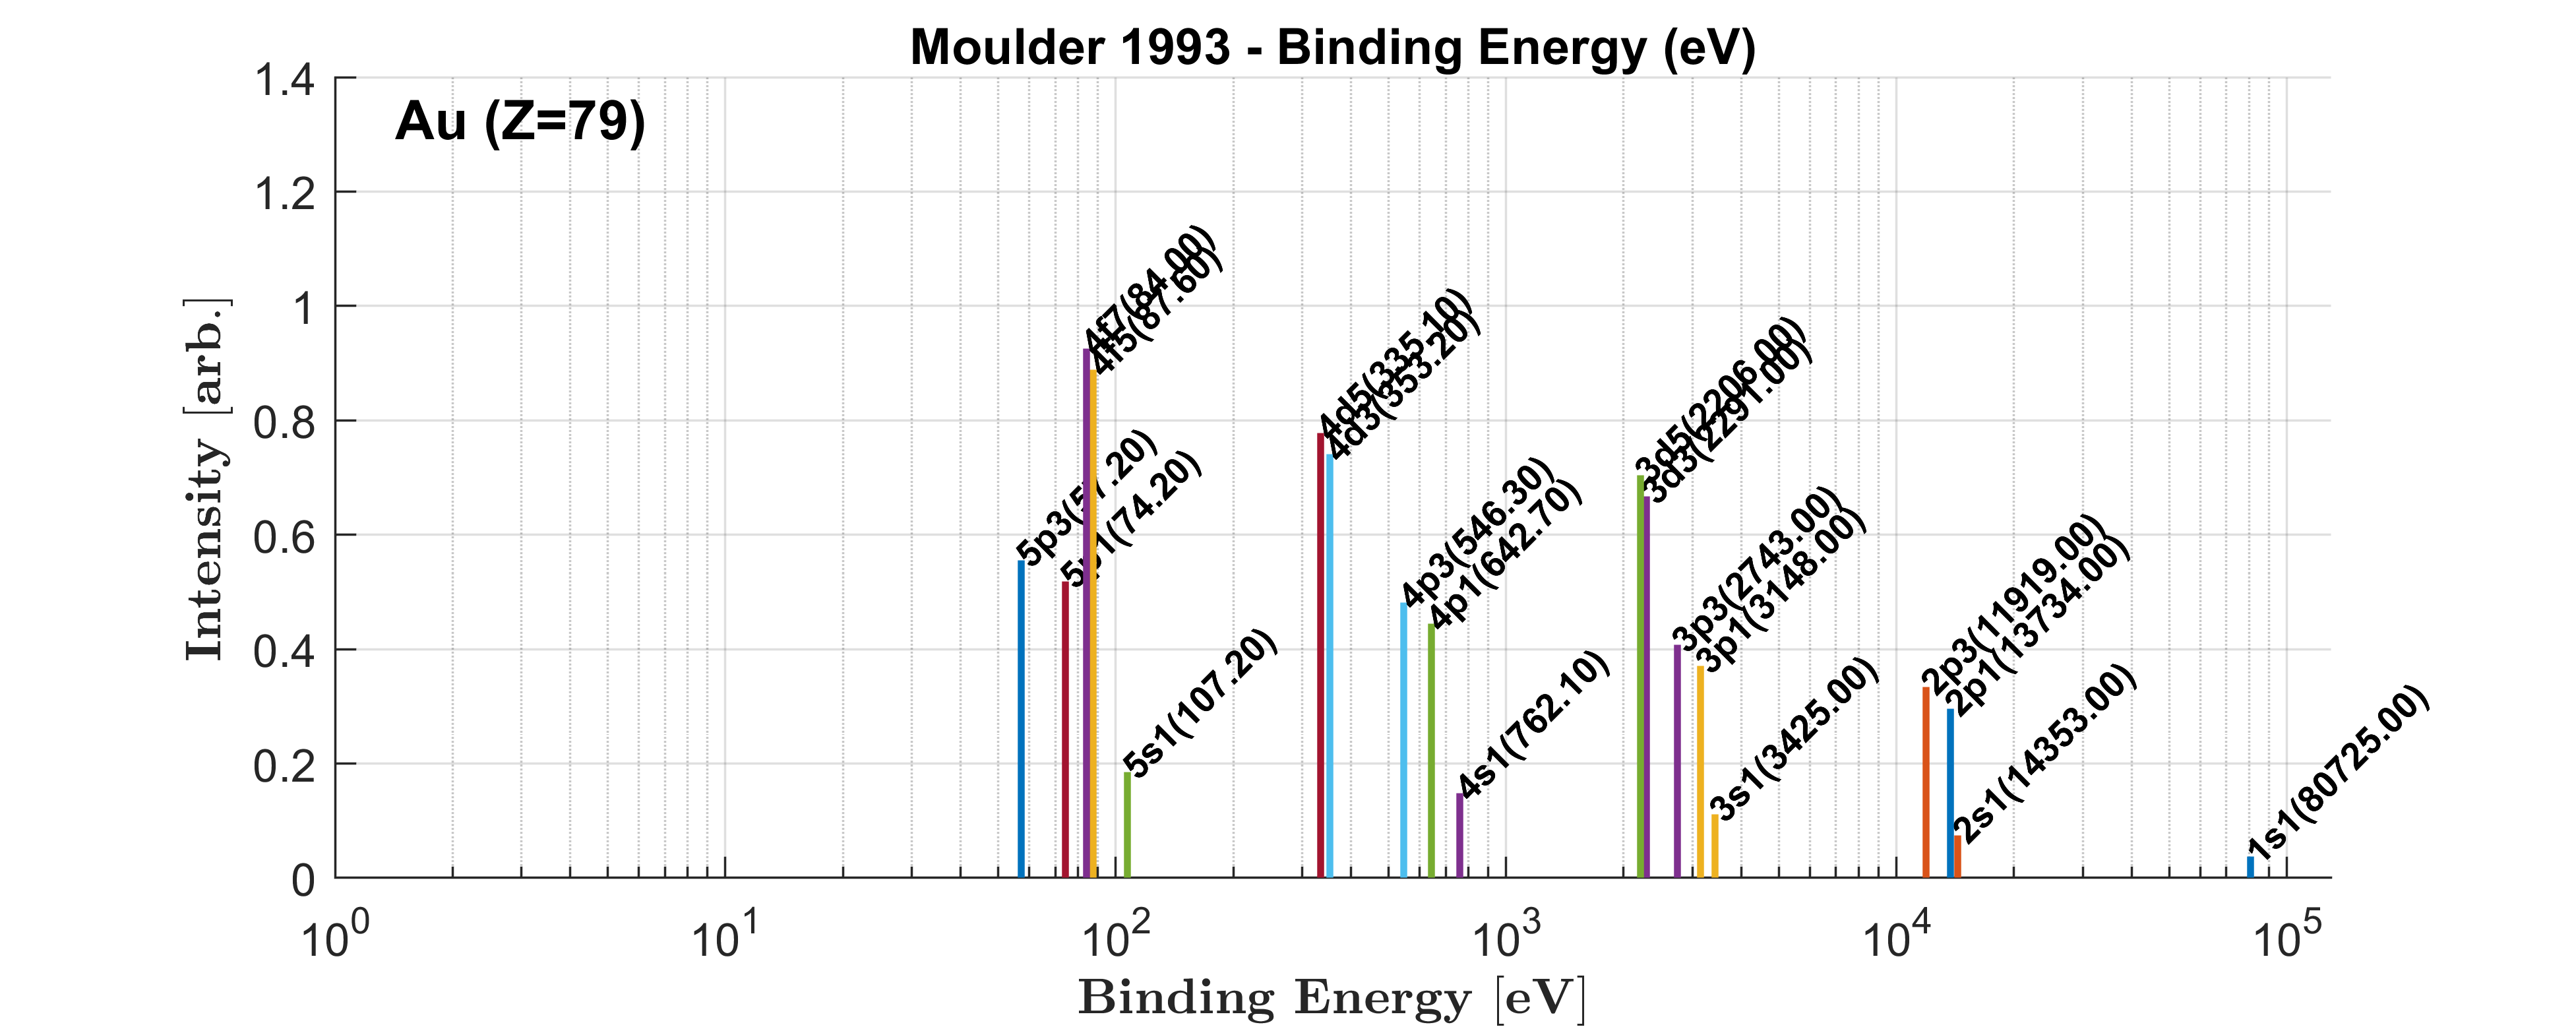 Moulder 1993 - Binding Energy (eV)
Au (Z=79)
Intensity [arb.]
1.4
1.2
1
0.8
0.6
0.4
0.2
0
5p3(57.20)
5p1(74.20)
4f7(84.00)
4f5(87.60)
5s1(107.20)
4d5(335.10)
4d3(353.20)
4p3(546.30)
4p1(642.70)
4s1(762.10)
3d5(2206.00)
3d3(2291.00)
3p3(2743.00)
3p1(3148.00)
3s1(3425.00)
2p3(11919.00)
2p1(13734.00)
2s1(14353.00)
1s1(80725.00)
10^0 10^1 10^2 10^3 10^4 10^5
Binding Energy [eV]